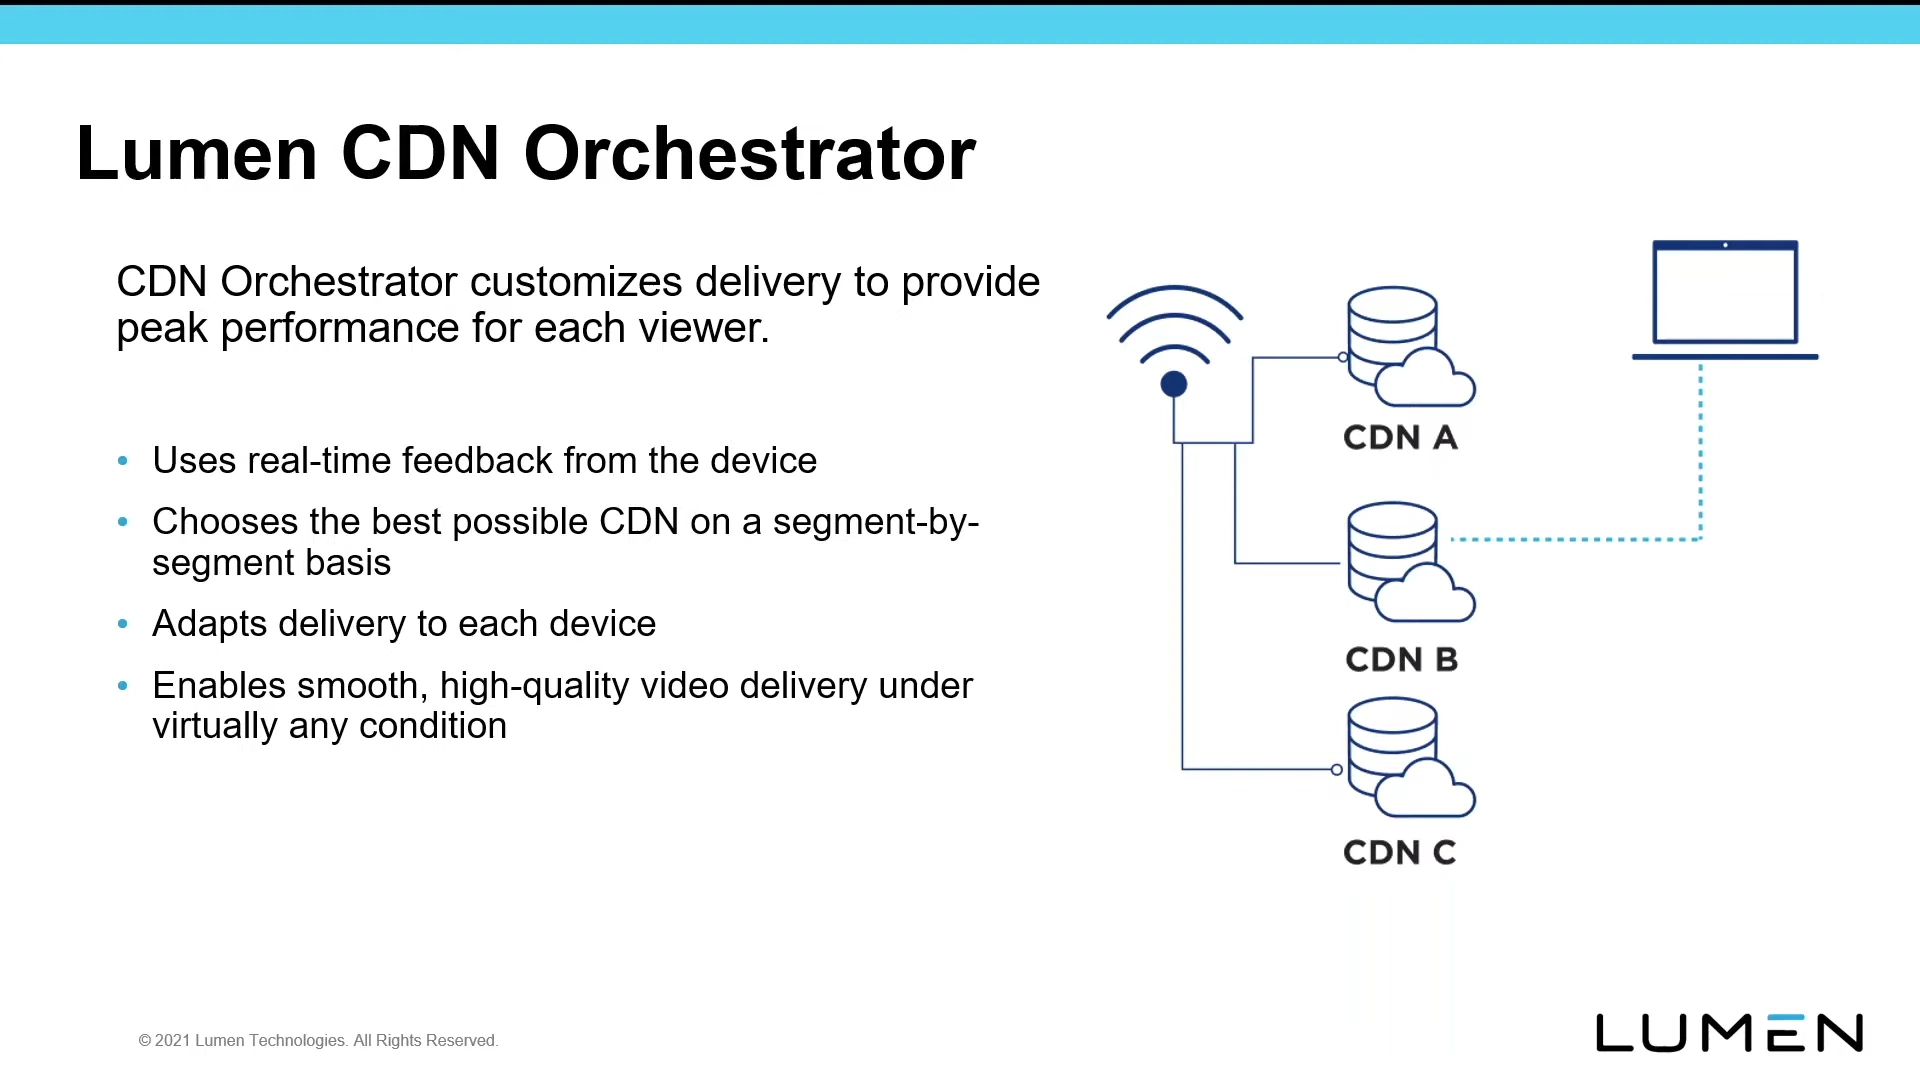 Lumen CDN Orchestrator
CDN Orchestrator customizes delivery to provide
peak performance for each viewer.
• Uses real-time feedback from the device
• Chooses the best possible CDN on a segment-by-
segment basis
• Adapts delivery to each device
• Enables smooth, high-quality video delivery under
virtually any condition
CDN A
CDN B
CDN C
© 2021 Lumen Technologies. All Rights Reserved.
LUMEN